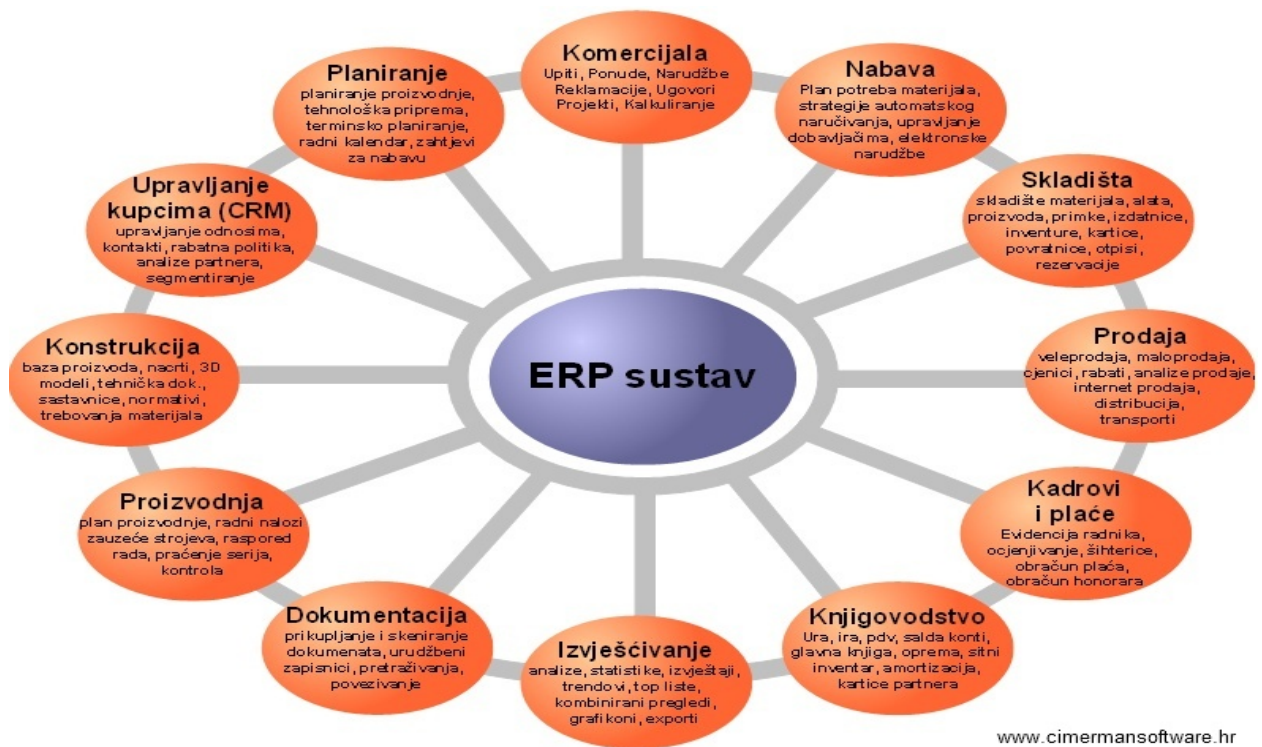 Komercijala
Upiti, Ponude, Narudžbe
Reklamacije, Ugovori
Projekti, Kalkuliranje
Nabava
Plan potreba materijala,
strategije automatskog
naručivanja, upravljanje
dobavljačima, elektronske
narudžbe
Skladišta
skladište materijala, alata,
proizvoda, primke, izdatnice,
inventure, kartice,
povratnice, otpisi,
rezervacije
Prodaja
veleprodaja, maloprodaja,
cjenici, rabati, analize prodaje,
internet prodaja,
distribucija,
transporti
Kadrovi
i plaće
Evidencija radnika,
ocjenjivanje, šihterice,
obračun plaća,
obračun honorara
Knjigovodstvo
Ura, ira, pdv, salda konti,
glavna knjiga, oprema, sitni
inventar, amortizacija,
kartice partnera
Izvješćivanje
analize, statistike, izvještaji,
trendovi, top liste,
kombinirani pregledi,
grafikoni, exporti
Dokumentacija
prikupljanje i skeniranje
dokumenata, urudžbeni
zapisnici, pretraživanja,
povezivanje
Proizvodnja
plan proizvodnje, radni nalozi
zauzeće strojeva, raspored
rada, praćenje serija,
kontrola
Konstrukcija
baza proizvoda, nacrti, 3D
modeli, tehnička dok.,
sastavnice, normativi,
trebovanja materijala
Upravljanje
kupcima (CRM)
upravljanje odnosima,
kontakti, rabatna politika,
analize partnera,
segmentiranje
Planiranje
planiranje proizvodnje,
tehnološka priprema,
terminsko planiranje,
radni kalendar, zahtjevi
za nabavu
ERP sustav
www.cimermansoftware.hr